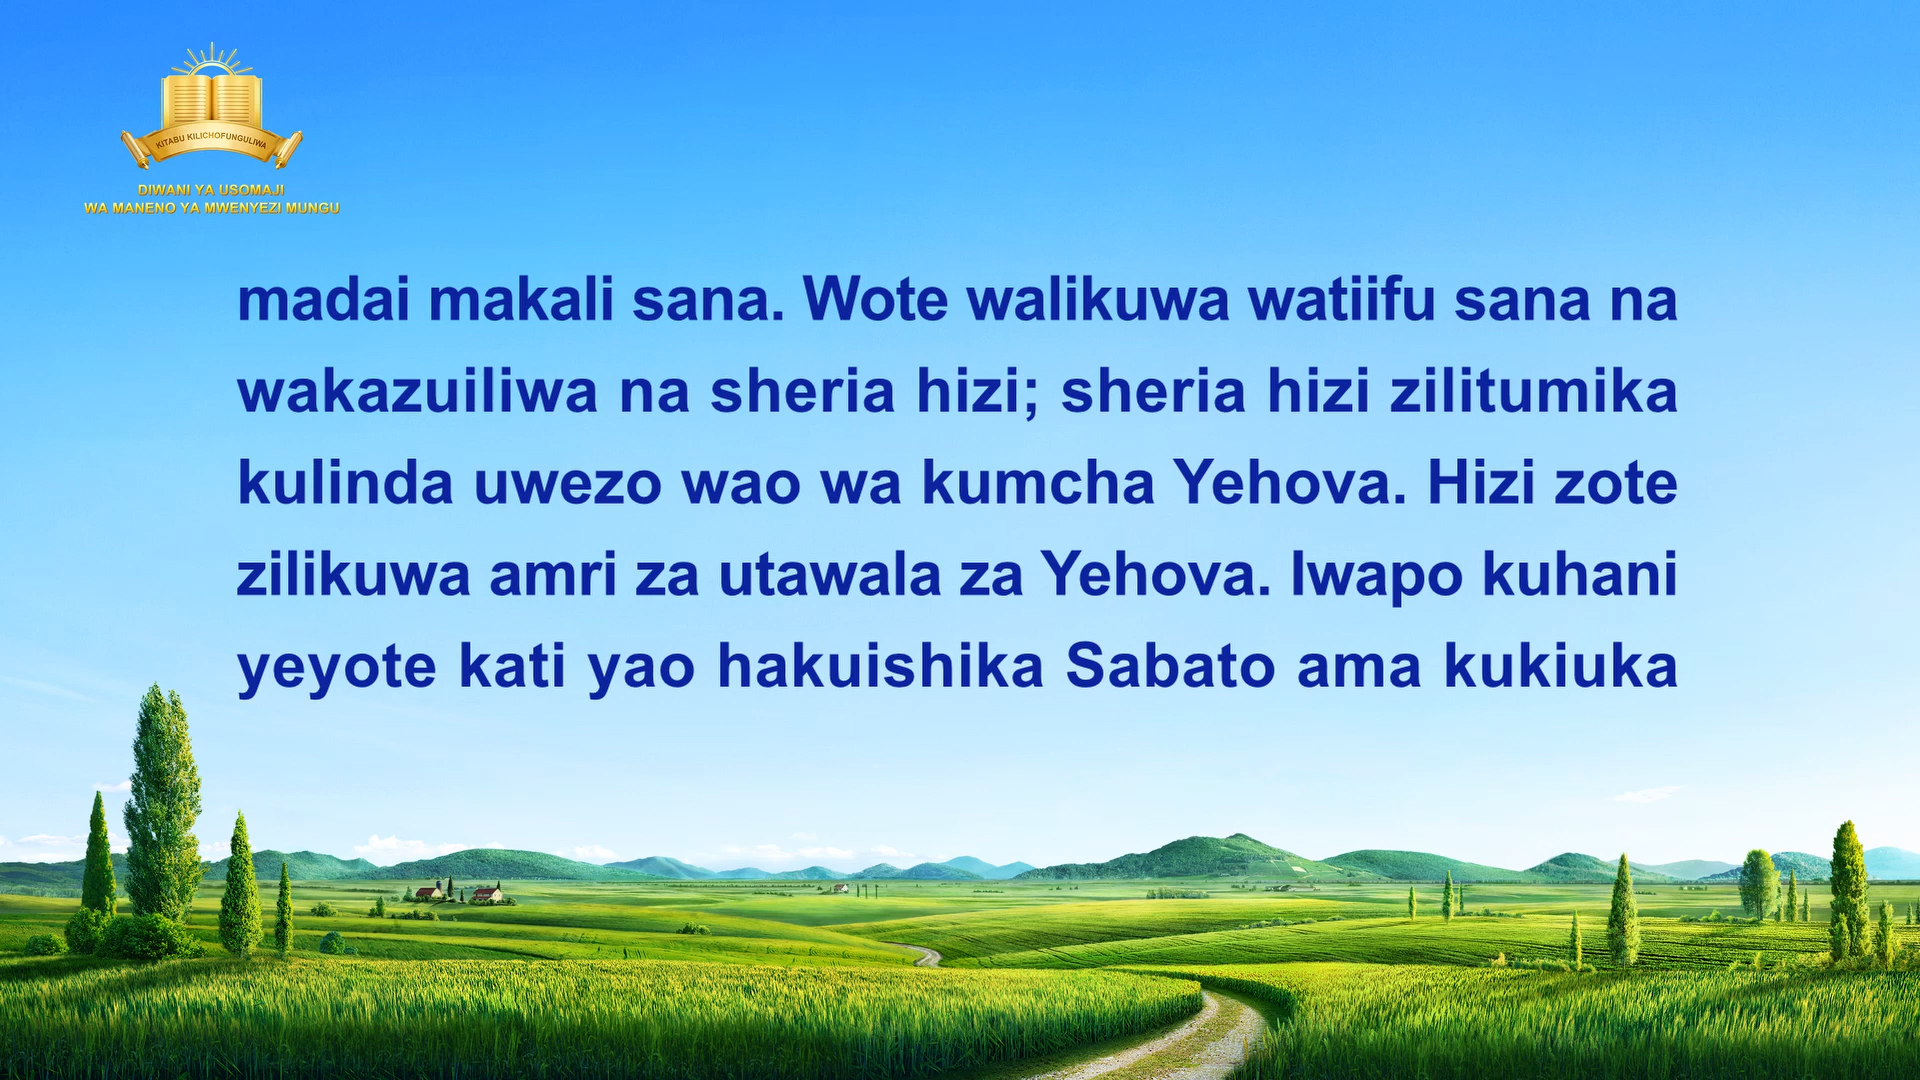 KITABU KILICHOFUNGULIWA
DIWANI YA USOMAJI
WA MANENO YA MWENYEZI MUNGU
madai makali sana. Wote walikuwa watiifu sana na
wakazuiliwa na sheria hizi; sheria hizi zilitumika
kulinda uwezo wao wa kumcha Yehova. Hizi zote
zilikuwa amri za utawala za Yehova. Iwapo kuhani
yeyote kati yao hakuishika Sabato ama kukiuka